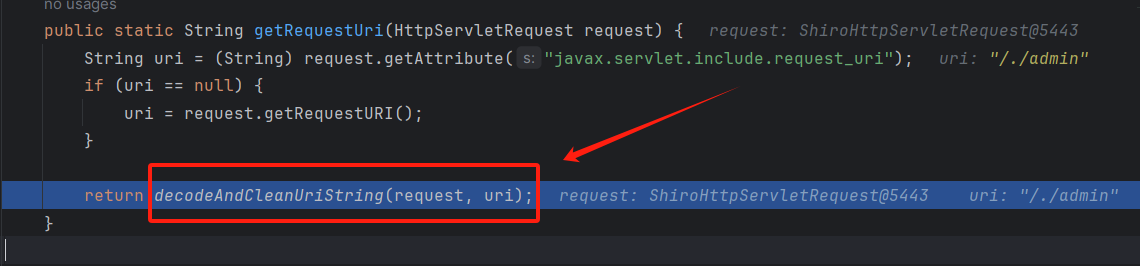 no usages
public static String getRequestUri(HttpServletRequest request) { request: ShiroHttpServletRequest@5443
String uri = (String) request.getAttribute( s: "javax.servlet.include.request_uri"); uri: "/./admin"
if (uri == null) {
uri = request.getRequestURI();
}
return decodeAndCleanUriString(request, uri); request: ShiroHttpServletRequest@5443 uri: "/./admin"
}